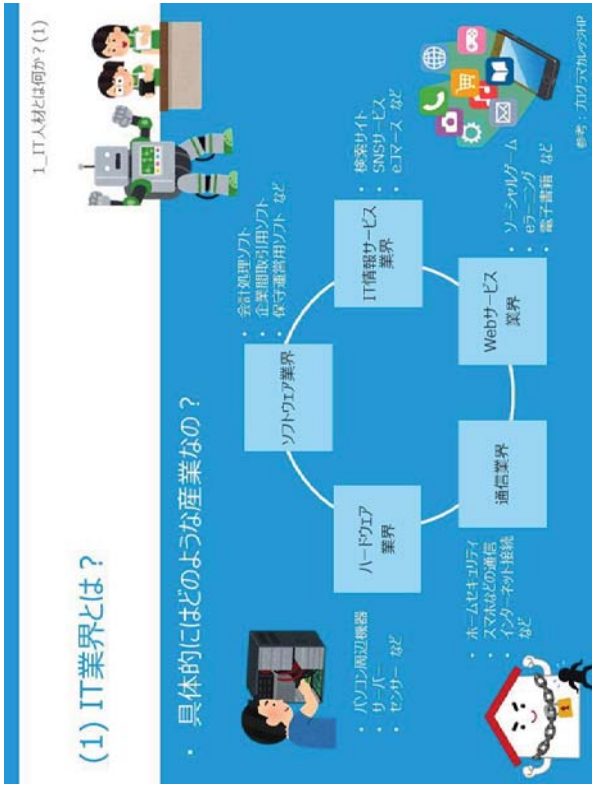 1_IT人材とは何か？(1)
(1) IT業界とは？
・ 具体的にはどのような産業なの？
ソフトウェア業界
・ 会計処理ソフト
・ 企業間取引用ソフト
・ 保守運営用ソフト など
IT情報サービス
業界
・ 検索サイト
・ SNSサービス
・ eコマース など
Webサービス
業界
・ ソーシャルゲーム
・ eラーニング
・ 電子書籍 など
通信業界
・ ホームセキュリティ
・ スマホなどの通信
・ インターネット接続
など
ハードウェア
業界
・ パソコン周辺機器
・ サーバー
・ センサー など
参考：プログラマカレッジHP